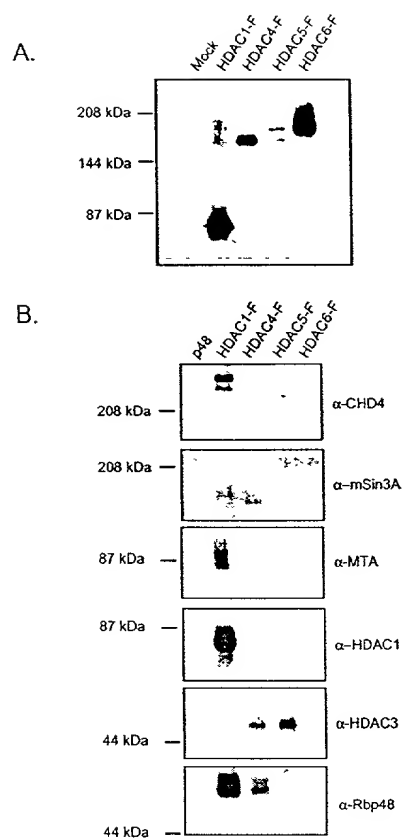 A.
Mock HDAC1-F HDAC4-F HDAC5-F HDAC6-F
208 kDa
144 kDa
87 kDa
B.
p48 HDAC1-F HDAC4-F HDAC5-F HDAC6-F
208 kDa
α-CHD4
208 kDa
α-mSin3A
87 kDa
α-MTA
87 kDa
α-HDAC1
44 kDa
α-HDAC3
44 kDa
α-Rbp48